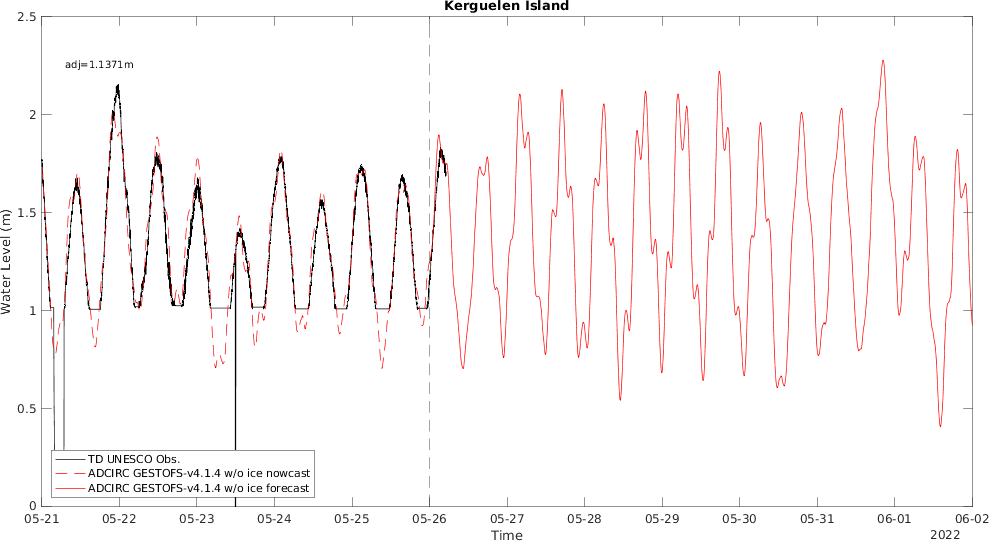 Kerguelen Island
adj=1.1371m
Water Level (m)
2.5
2
1.5
1
0.5
0
TD UNESCO Obs.
ADCIRC GESTOFS-v4.1.4 w/o ice nowcast
ADCIRC GESTOFS-v4.1.4 w/o ice forecast
05-21 05-22 05-23 05-24 05-25 05-26 05-27 05-28 05-29 05-30 05-31 06-01 06-02
Time
2022